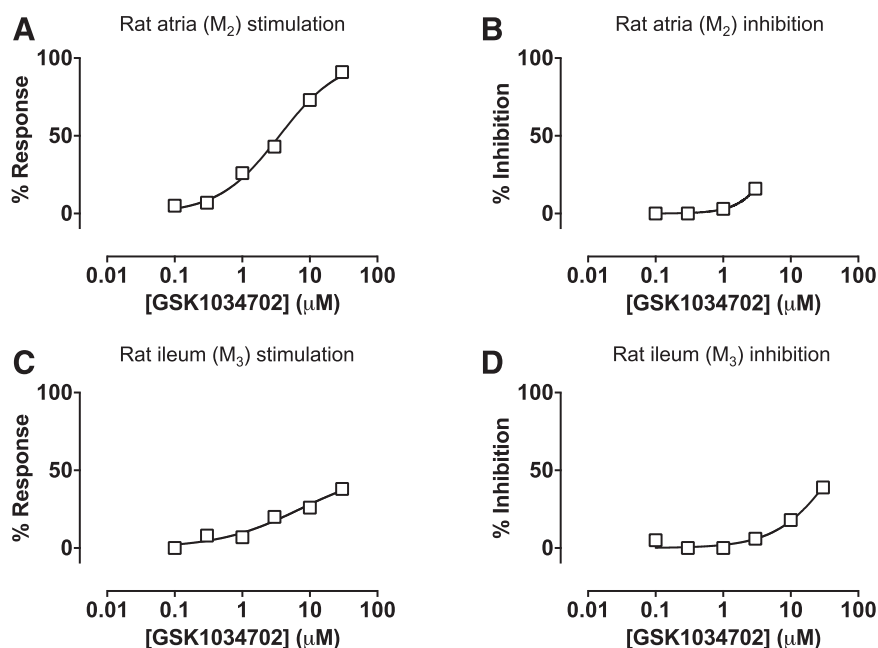 A
Rat atria (M2) stimulation
100
50
0
% Response
0.01 0.1 1 10 100
[GSK1034702] (μM)
B
Rat atria (M2) inhibition
100
50
0
% Inhibition
0.01 0.1 1 10 100
[GSK1034702] (μM)
C
Rat ileum (M3) stimulation
100
50
0
% Response
0.01 0.1 1 10 100
[GSK1034702] (μM)
D
Rat ileum (M3) inhibition
100
50
0
% Inhibition
0.01 0.1 1 10 100
[GSK1034702] (μM)